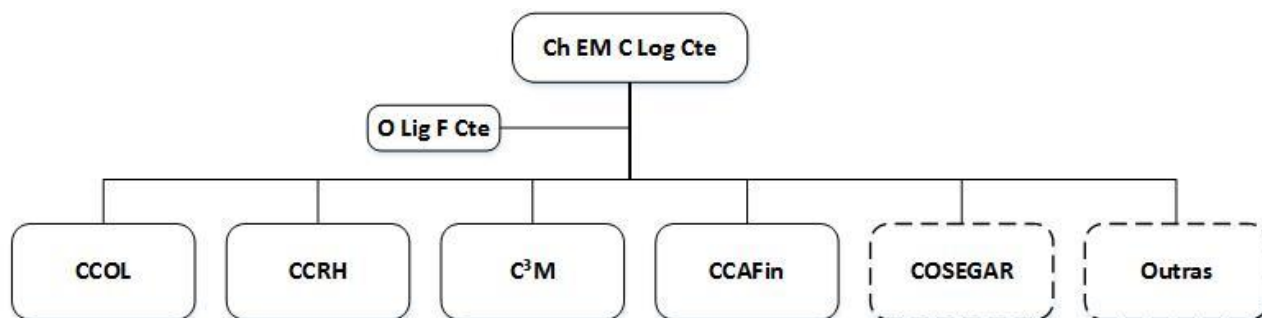 Ch EM C Log Cte
O Lig F Cte
CCOL
CCRH
C³M
CCAFin
COSEGAR
Outras